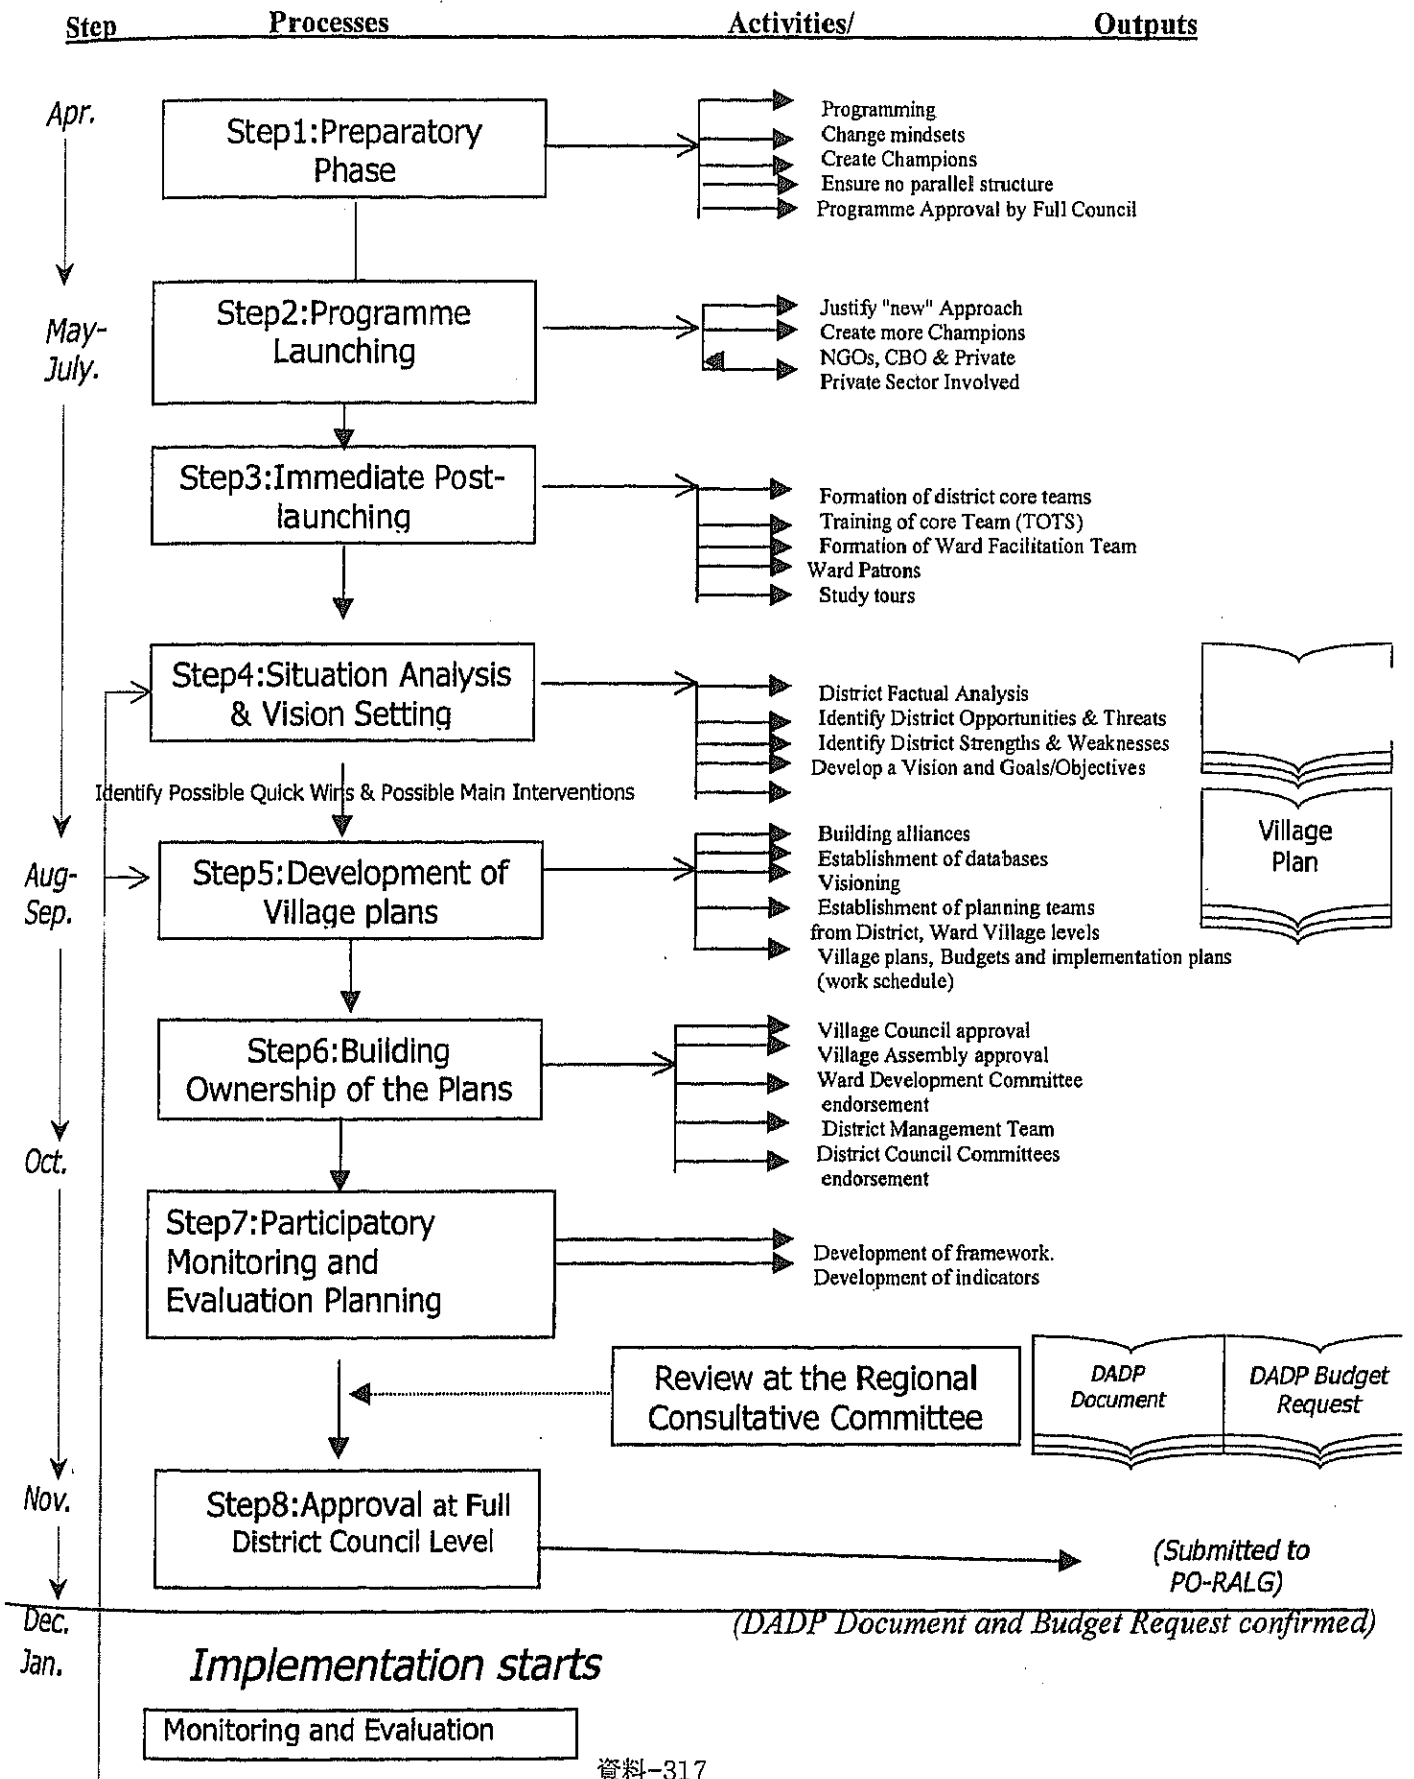 Step Processes Activities/ Outputs
Apr.
Step1:Preparatory
Phase
Programming
Change mindsets
Create Champions
Ensure no parallel structure
Programme Approval by Full Council
May-
July.
Step2:Programme
Launching
Justify "new" Approach
Create more Champions
NGOs, CBO & Private
Private Sector Involved
Step3:Immediate Post-
launching
Formation of district core teams
Training of core Team (TOTS)
Formation of Ward Facilitation Team
Ward Patrons
Study tours
Step4:Situation Analysis
& Vision Setting
District Factual Analysis
Identify District Opportunities & Threats
Identify District Strengths & Weaknesses
Develop a Vision and Goals/Objectives
Identify Possible Quick Wins & Possible Main Interventions
Aug-
Sep.
Step5:Development of
Village plans
Building alliances
Establishment of databases
Visioning
Establishment of planning teams
from District, Ward Village levels
Village plans, Budgets and implementation plans
(work schedule)
Village
Plan
Step6:Building
Ownership of the Plans
Village Council approval
Village Assembly approval
Ward Development Committee
endorsement
District Management Team
District Council Committees
endorsement
Oct.
Step7:Participatory
Monitoring and
Evaluation Planning
Development of framework.
Development of indicators
Review at the Regional
Consultative Committee
DADP
Document
DADP Budget
Request
Nov.
Step8:Approval at Full
District Council Level
(Submitted to
PO-RALG)
Dec.
(DADP Document and Budget Request confirmed)
Jan.
Implementation starts
Monitoring and Evaluation
資料-317